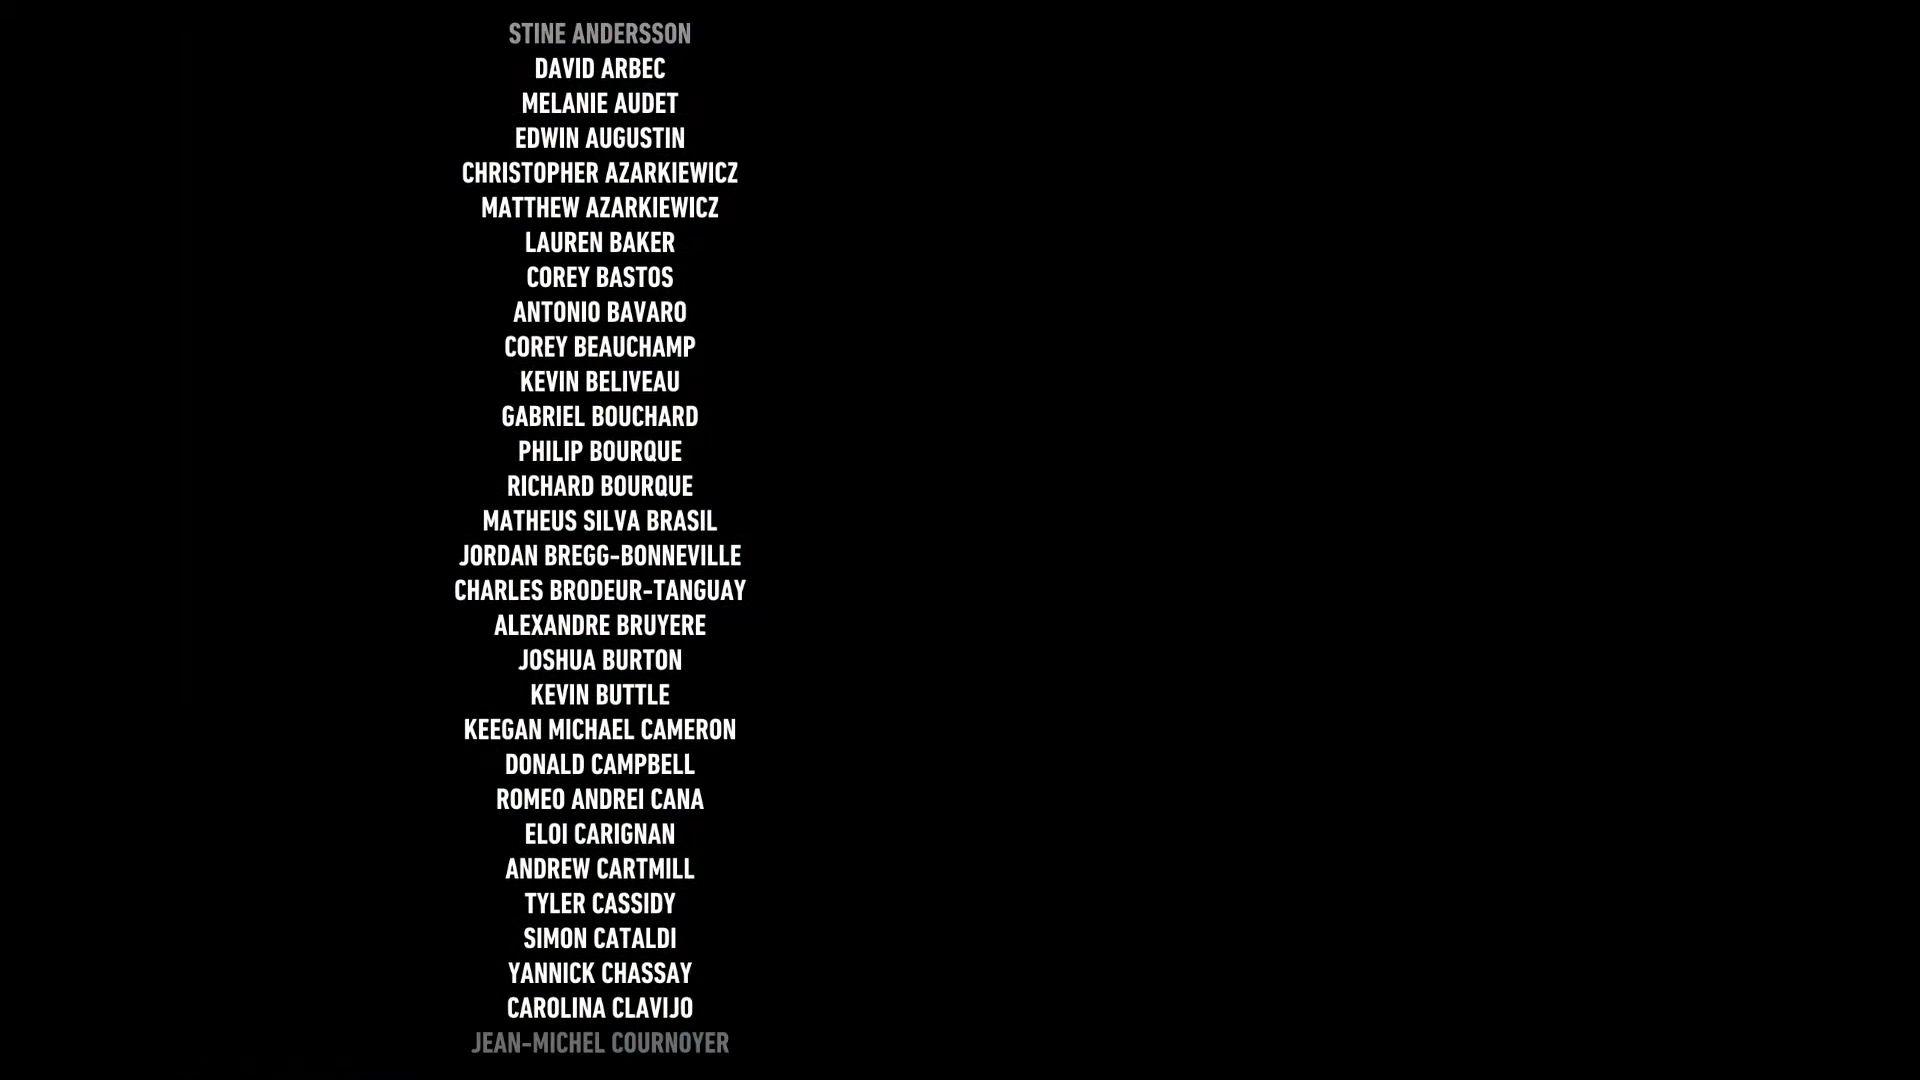 STINE ANDERSSON
DAVID ARBEC
MELANIE AUDET
EDWIN AUGUSTIN
CHRISTOPHER AZARKIEWICZ
MATTHEW AZARKIEWICZ
LAUREN BAKER
COREY BASTOS
ANTONIO BAVARO
COREY BEAUCHAMP
KEVIN BELIVEAU
GABRIEL BOUCHARD
PHILIP BOURQUE
RICHARD BOURQUE
MATHEUS SILVA BRASIL
JORDAN BREGG-BONNEVILLE
CHARLES BRODEUR-TANGUAY
ALEXANDRE BRUYERE
JOSHUA BURTON
KEVIN BUTTLE
KEEGAN MICHAEL CAMERON
DONALD CAMPBELL
ROMEO ANDREI CANA
ELOI CARIGNAN
ANDREW CARTMILL
TYLER CASSIDY
SIMON CATALDI
YANNICK CHASSAY
CAROLINA CLAVIJO
JEAN-MICHEL COURNOYER